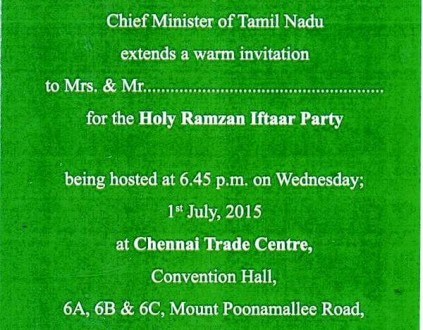 Chief Minister of Tamil Nadu
extends a warm invitation
to Mrs. & Mr..................................................
for the Holy Ramzan Iftaar Party
being hosted at 6.45 p.m. on Wednesday;
1st July, 2015
at Chennai Trade Centre,
Convention Hall,
6A, 6B & 6C, Mount Poonamallee Road,